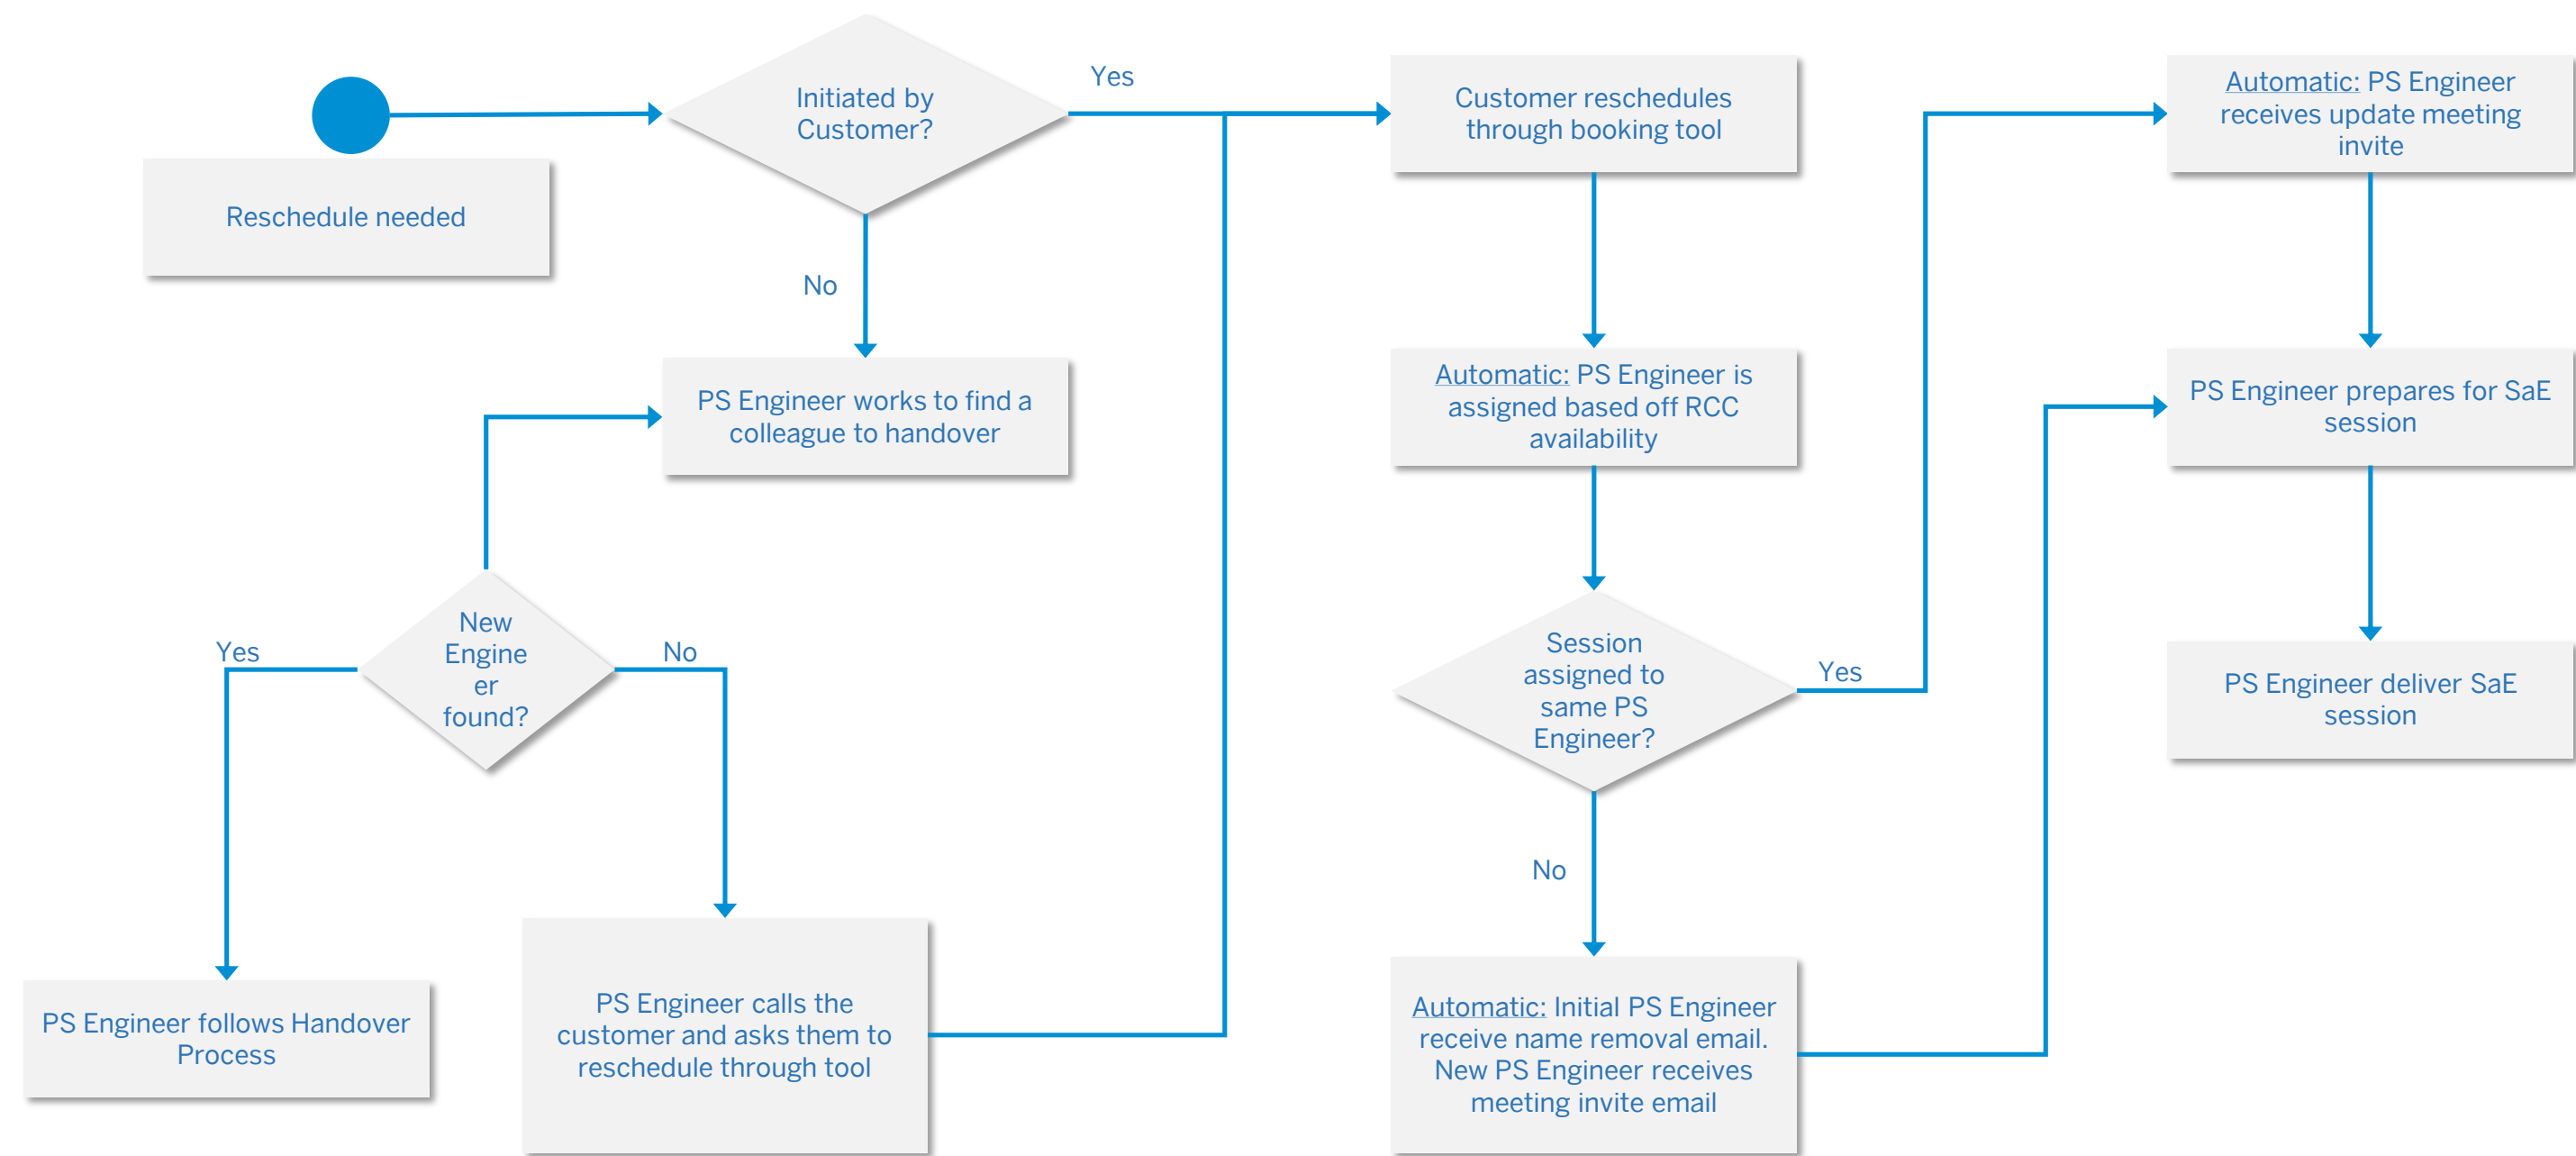 Reschedule needed
Initiated by
Customer?
Yes
No
PS Engineer works to find a
colleague to handover
New
Engine
er
found?
Yes
No
PS Engineer follows Handover
Process
PS Engineer calls the
customer and asks them to
reschedule through tool
Customer reschedules
through booking tool
Automatic: PS Engineer is
assigned based off RCC
availability
Session
assigned to
same PS
Engineer?
Yes
No
Automatic: Initial PS Engineer
receive name removal email.
New PS Engineer receives
meeting invite email
Automatic: PS Engineer
receives update meeting
invite
PS Engineer prepares for SaE
session
PS Engineer deliver SaE
session